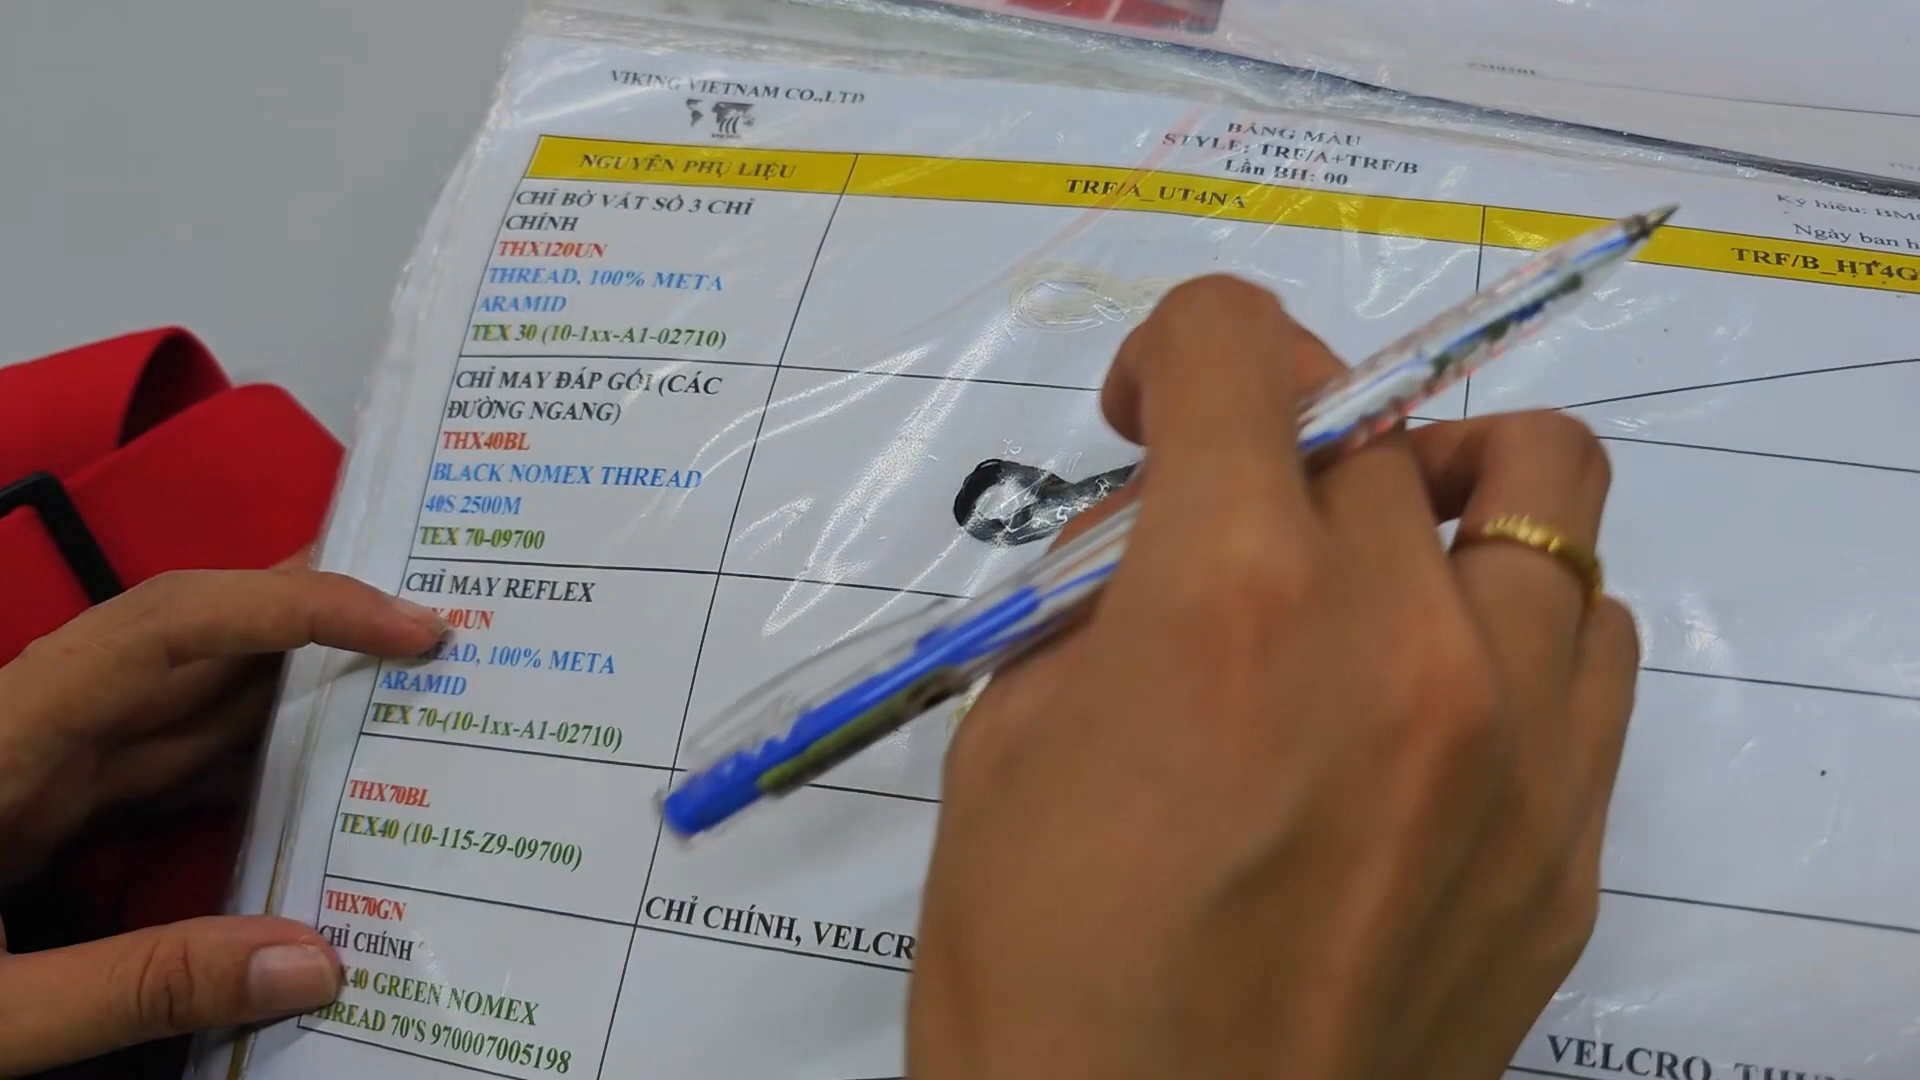 VIKING VIETNAM CO.,LTD
BẢNG MÀU
STYLE: TRF/A+TRF/B
Lần BH: 00
Ký hiệu:
Ngày ban
NGUYÊN PHỤ LIỆU
TRF/A_UT4NA
TRF/B_HT4G
CHỈ BỜ VẮT SỔ 3 CHỈ
CHÍNH
THX120UN
THREAD, 100% META
ARAMID
TEX 30 (10-1xx-A1-02710)
CHỈ MAY ĐÁP GỐI (CÁC
ĐƯỜNG NGANG)
THX40BL
BLACK NOMEX THREAD
40S 2500M
TEX 70-09700
CHỈ MAY REFLEX
40UN
EAD, 100% META
ARAMID
TEX 70-(10-1xx-A1-02710)
THX70BL
TEX40 (10-115-Z9-09700)
CHỈ CHÍNH, VELCR
THX70GN
CHỈ CHÍNH
40 GREEN NOMEX
HREAD 70'S 970007005198
VELCRO,